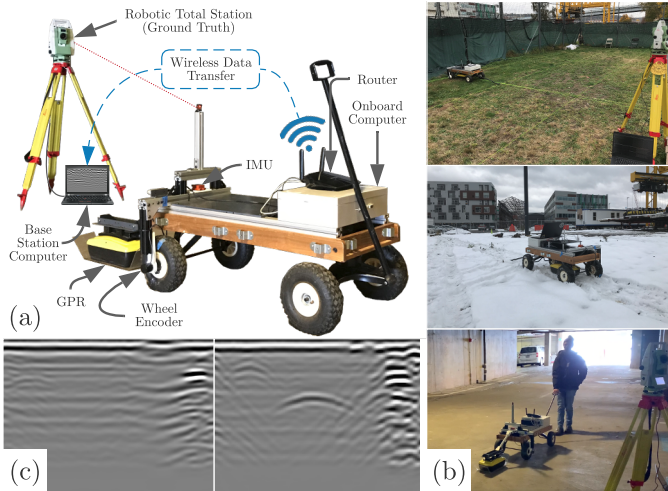 Robotic Total Station
(Ground Truth)
Wireless Data
Transfer
Router
Onboard
Computer
IMU
Base
Station
Computer
GPR
Wheel
Encoder
(a)
(b)
(c)